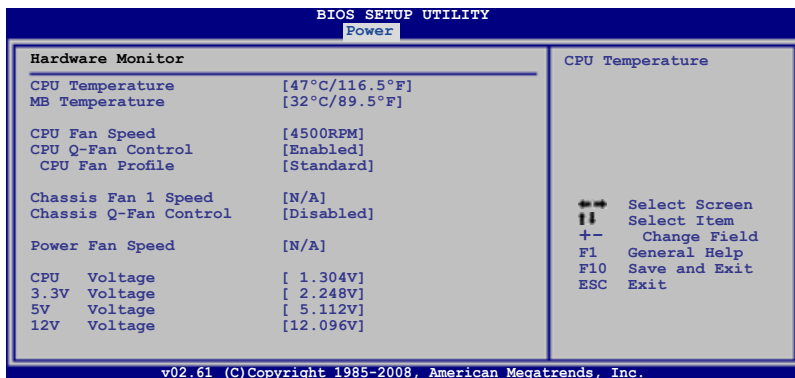 BIOS SETUP UTILITY
Power
Hardware Monitor
CPU Temperature [47°C/116.5°F]
MB Temperature [32°C/89.5°F]
CPU Fan Speed [4500RPM]
CPU Q-Fan Control [Enabled]
CPU Fan Profile [Standard]
Chassis Fan 1 Speed [N/A]
Chassis Q-Fan Control [Disabled]
Power Fan Speed [N/A]
CPU Voltage [ 1.304V]
3.3V Voltage [ 2.248V]
5V Voltage [ 5.112V]
12V Voltage [12.096V]
CPU Temperature
←→ Select Screen
↑↓ Select Item
+- Change Field
F1 General Help
F10 Save and Exit
ESC Exit
v02.61 (C)Copyright 1985-2008, American Megatrends, Inc.